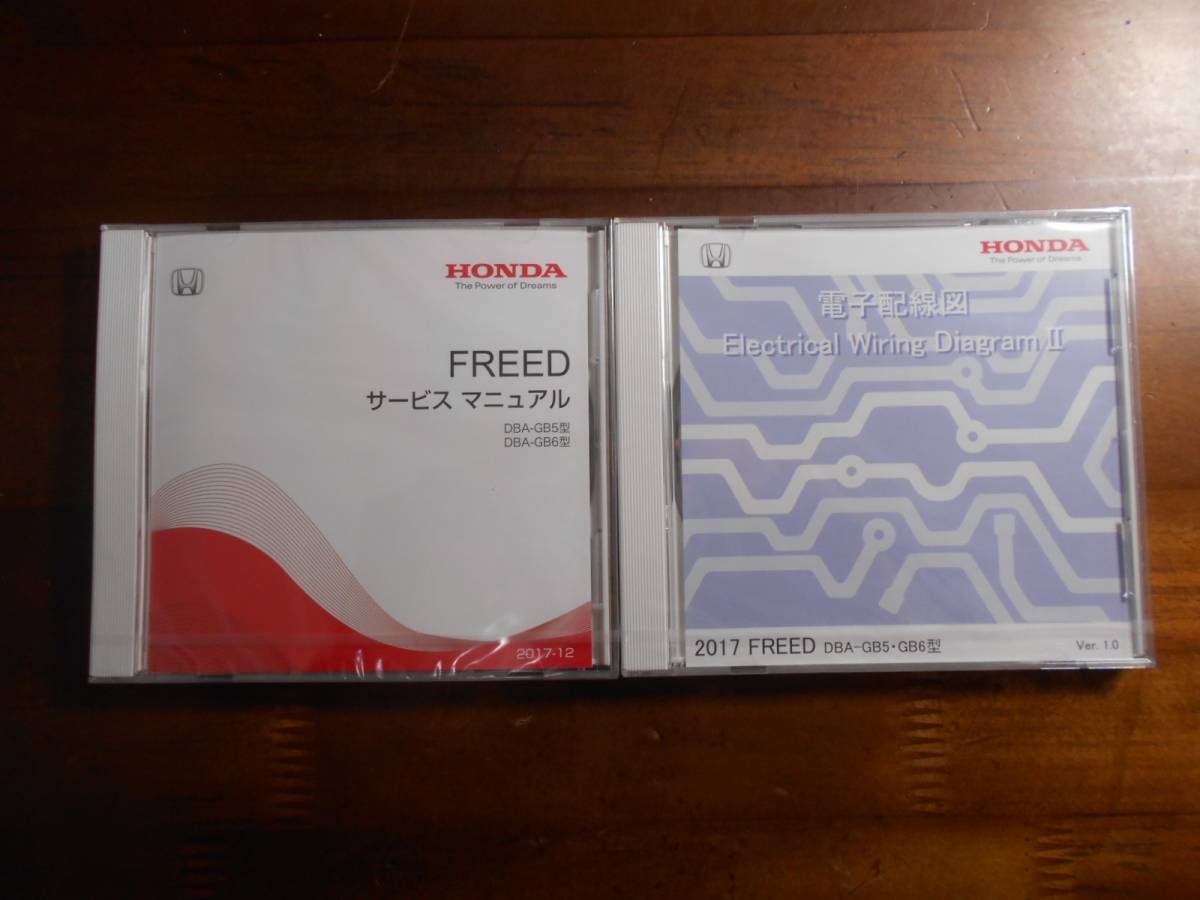 HONDA
The Power of Dreams
FREED
サービス マニュアル
DBA-GB5型
DBA-GB6型
2017-12
HONDA
The Power of Dreams
電子配線図
Electrical Wiring Diagram Ⅱ
2017 FREED DBA-GB5・GB6型
Ver. 1.0